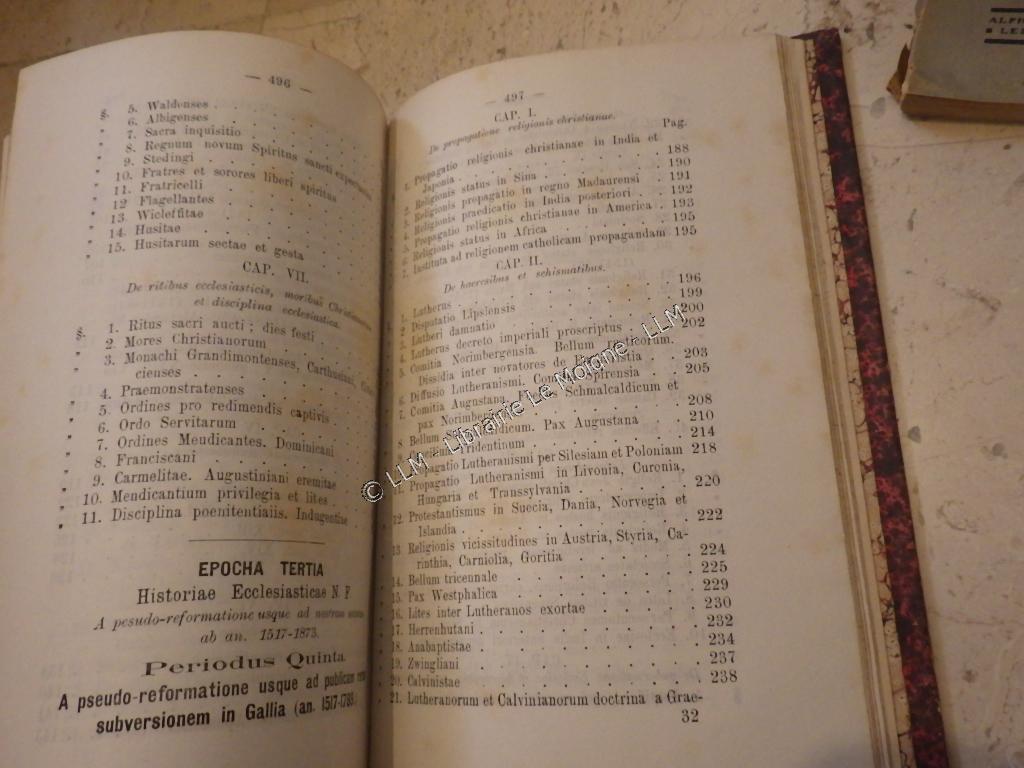 — 496 —
§. 5. Waldenses
" 6. Albigenses
" 7. Sacra inquisitio
" 8. Regnum novum Spiritus sancti
" 9. Stedingi
" 10. Fratres et sorores liberi spiritus
" 11. Fratricelli
" 12 Flagellantes
" 13. Wicleffitae
" 14. Husitae
" 15. Husitarum sectae et gesta
CAP. VII.
De ritibus ecclesiasticis, moribus
et disciplina ecclesiastica.
§. 1. Ritus sacri aucti; dies festi
" 2. Mores Christianorum
" 3. Monachi Grandimontenses, Carthusiani,
cienses
" 4. Praemonstratenses
" 5. Ordines pro redimendis captivis
" 6. Ordo Servitarum
" 7. Ordines Mendicantes. Dominicani
" 8. Franciscani
" 9. Carmelitae. Augustiniani eremitae
" 10. Mendicantium privilegia et lites
" 11. Disciplina poenitentialis.
EPOCHA TERTIA
Historiae Ecclesiasticae N. F.
A pesudo-reformatione usque ad
ab an. 1517-1873.
Periodus Quinta.
A pseudo-reformatione usque ad publicam
subversionem in Gallia (an. 1517-1789.)
— 497 —
CAP. I.
De propagatione religionis christianae.
Pag.
1. Propagatio religionis christianae in India et
Japonia 188
2. Religionis status in Sina 190
3. Religionis propagatio in regno Madaurensi 191
4. Religionis praedicatio in India posteriori 192
5. Propagatio religionis christianae in America 193
6. Religionis status in Africa 195
7. Instituta ad religionem catholicam propagandam 195
CAP. II.
De haeresibus et schismatibus.
1. Lutherus 196
2 Disputatio Lipsiensis 199
3. Lutheri damnatio 200
4. Lutherus decreto imperiali proscriptus 202
5. Comitia Norimbergensia. Bellum
Dissidia inter novatores de 203
6. Diffusio Lutheranismi. Spirensia 205
7. Comitia Augustana. Schmalcaldicum et
pax 208
8 Bellum Pax Augustana 210
Tridentinum 214
Propagatio Lutheranismi per Silesiam et Poloniam 218
11. Propagatio Lutheranismi in Livonia, Curonia,
Hungaria et Transsylvania 220
12. Protestantismus in Suecia, Dania, Norvegia et
Islandia 222
13 Religionis vicissitudines in Austria, Styria, Ca-
rinthia, Carniolia, Goritia 224
14. Bellum tricennale 225
15. Pax Westphalica 229
16. Lites inter Lutheranos exortae 230
17. Herrenhutani 232
18. Anabaptistae 234
19. Zwingliani 237
20. Calvinistae 238
21. Lutheranorum et Calvinianorum doctrina a Grae-
32
© LLM - Librairie Le Moine - LLM